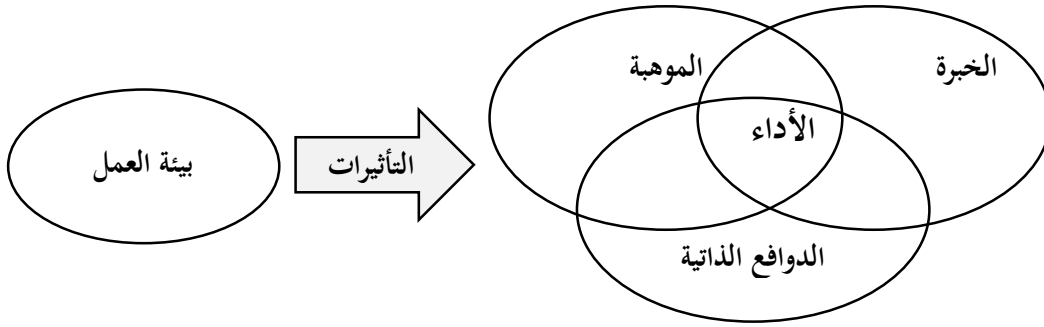 الخبرة
الموهبة
الأداء
الدوافع الذاتية
التأثيرات
بيئة العمل